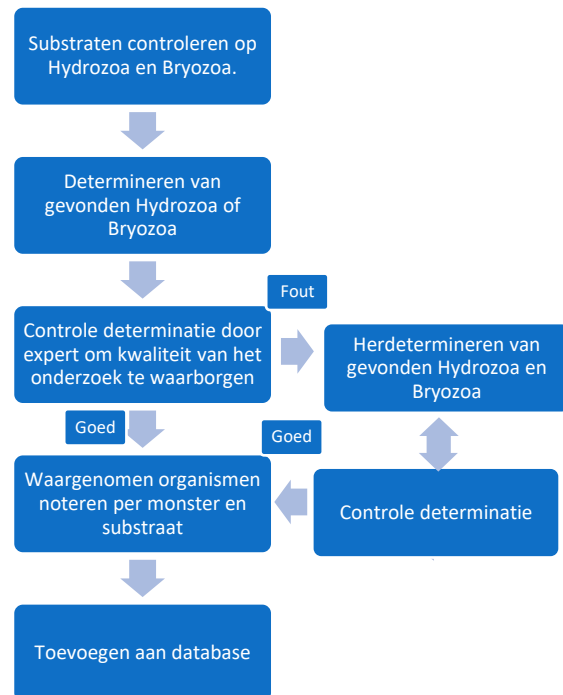 Substraten controleren op
Hydrozoa en Bryozoa.
Determineren van
gevonden Hydrozoa of
Bryozoa
Fout
Controle determinatie door
expert om kwaliteit van het
onderzoek te waarborgen
Herdetermineren van
gevonden Hydrozoa en
Bryozoa
Goed
Goed
Waargenomen organismen
noteren per monster en
substraat
Controle determinatie
Toevoegen aan database